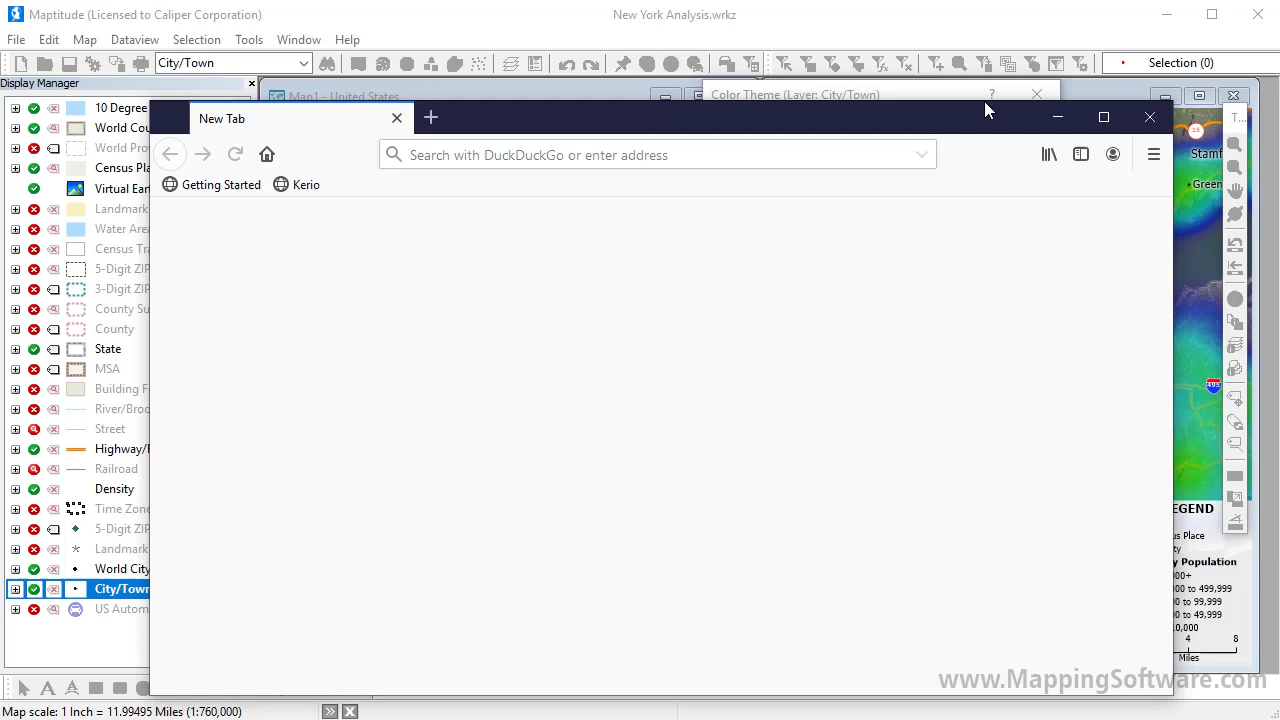 Maptitude (Licensed to Caliper Corporation)
New York Analysis.wrkz
File Edit Map Dataview Selection Tools Window Help
City/Town
Selection (0)
Display Manager
Map1 - United States
Color Theme (Layer: City/Town)
?
10 Degree
World Cou
World Pro
Census Pla
Virtual Eart
Landmark
Water Area
Census Tra
5-Digit ZIP
3-Digit ZIP
County Su
County
State
MSA
Building F
River/Broo
Street
Highway/
Railroad
Density
Time Zone
5-Digit ZIP
Landmark
World City
City/Town
US Autom
New Tab
Search with DuckDuckGo or enter address
Getting Started
Kerio
T...
15
Stamf
Green
495
EGEND
us Place
ty
y Population
000+
000 to 499,999
00 to 99,999
00 to 49,999
10,000
4 8
Miles
www.MappingSoftware.com
Map scale: 1 Inch = 11.99495 Miles (1:760,000)